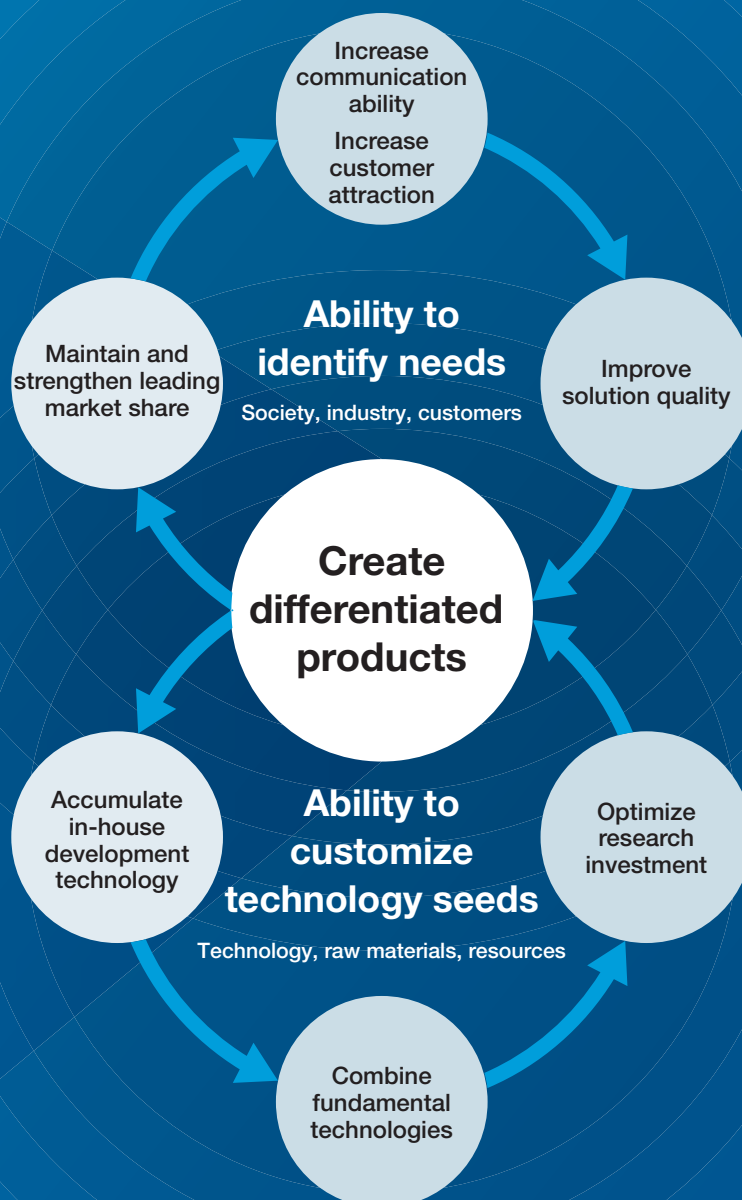 Increase
communication
ability
Increase
customer
attraction
Ability to
identify needs
Society, industry, customers
Maintain and
strengthen leading
market share
Improve
solution quality
Create
differentiated
products
Accumulate
in-house
development
technology
Ability to
customize
technology seeds
Technology, raw materials, resources
Optimize
research
investment
Combine
fundamental
technologies